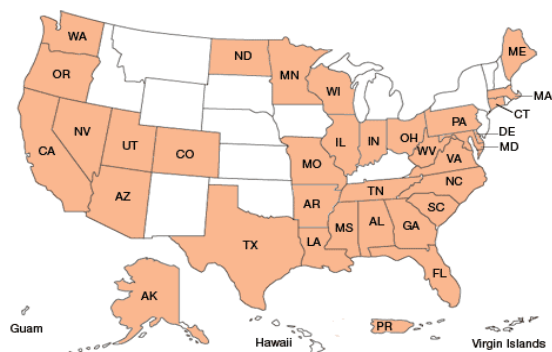 WA
ME
ND
MN
OR
WI
MA
CT
PA
NV
IL
IN
OH
DE
UT
CO
WV
MD
CA
MO
VA
NC
TN
AZ
AR
SC
MS
AL
GA
TX
LA
FL
AK
PR
Guam
Hawaii
Virgin Islands